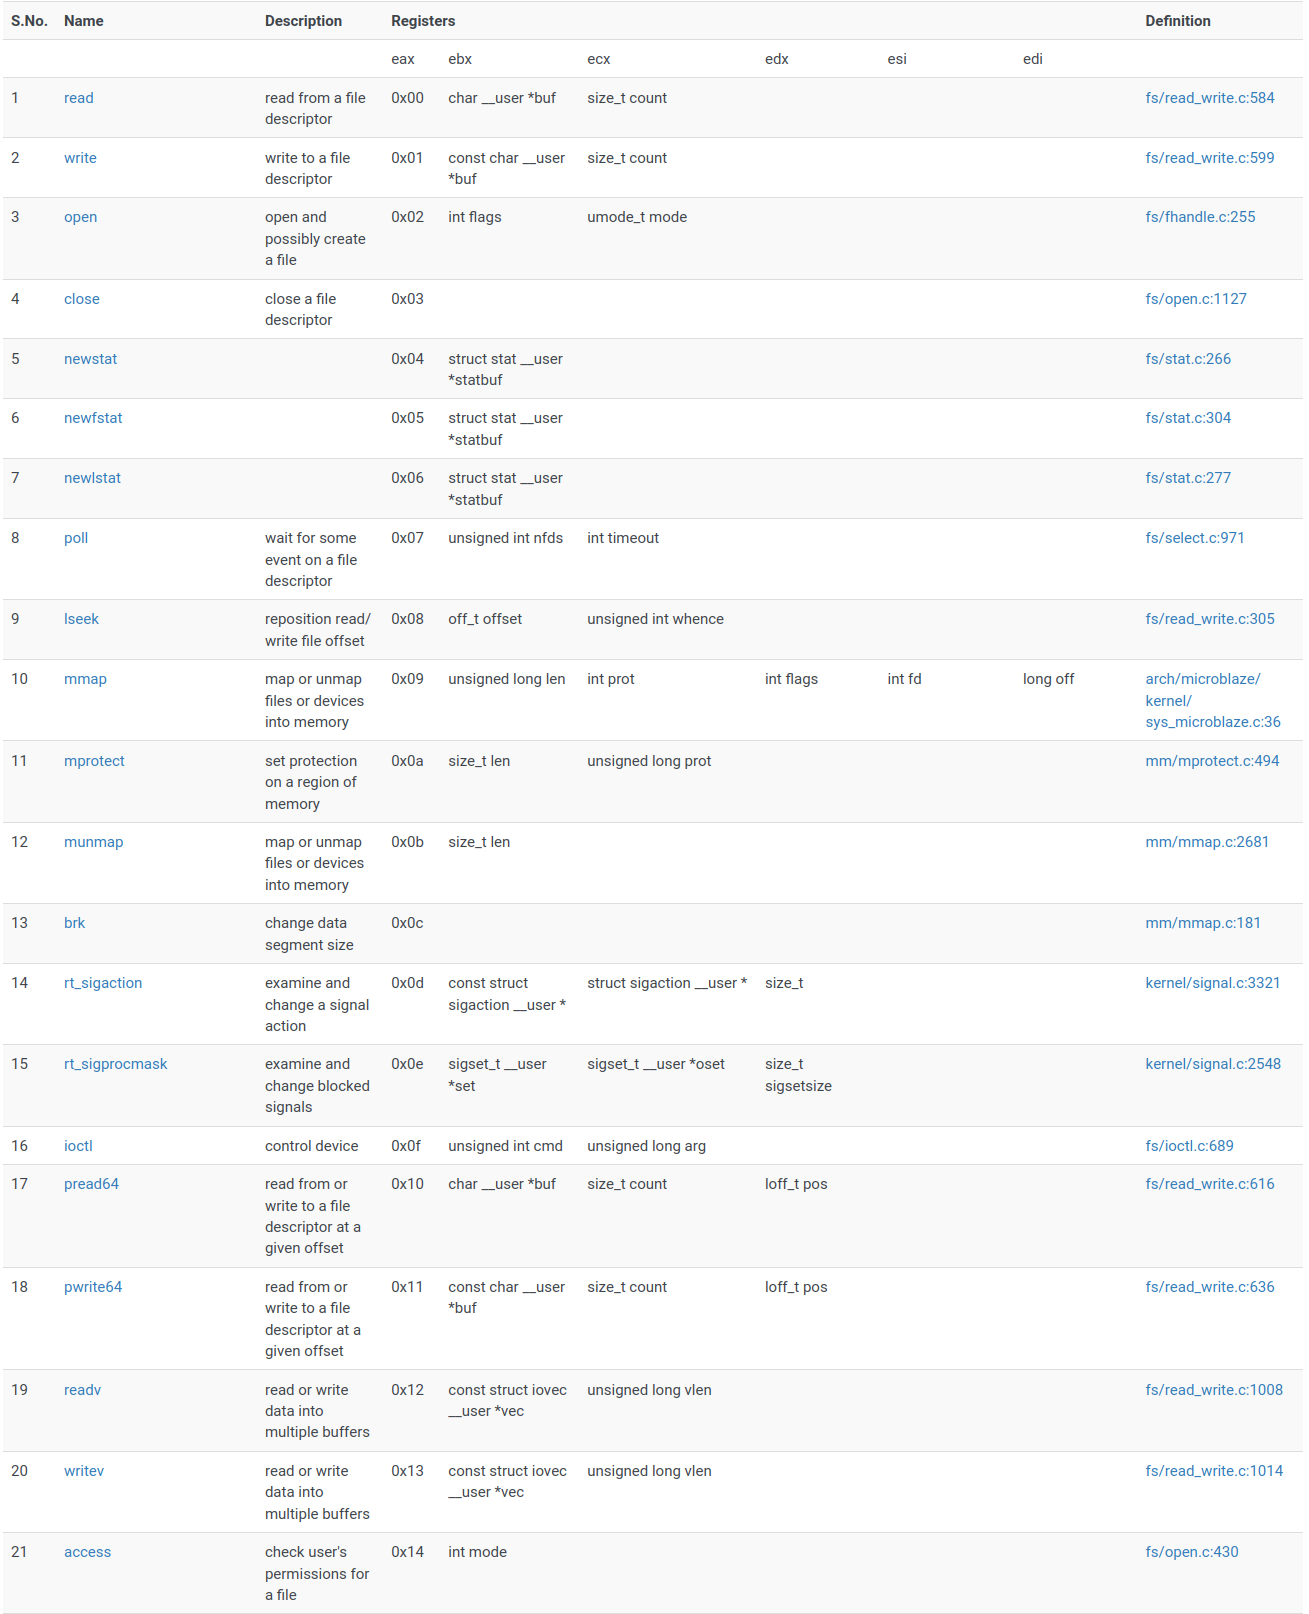 S.No. Name Description Registers Definition
eax ebx ecx edx esi edi
1 read read from a file 0x00 char __user *buf size_t count fs/read_write.c:584
descriptor
2 write write to a file 0x01 const char __user size_t count fs/read_write.c:599
descriptor *buf
3 open open and 0x02 int flags umode_t mode fs/fhandle.c:255
possibly create
a file
4 close close a file 0x03 fs/open.c:1127
descriptor
5 newstat 0x04 struct stat __user fs/stat.c:266
*statbuf
6 newfstat 0x05 struct stat __user fs/stat.c:304
*statbuf
7 newlstat 0x06 struct stat __user fs/stat.c:277
*statbuf
8 poll wait for some 0x07 unsigned int nfds int timeout fs/select.c:971
event on a file
descriptor
9 lseek reposition read/ 0x08 off_t offset unsigned int whence fs/read_write.c:305
write file offset
10 mmap map or unmap 0x09 unsigned long len int prot int flags int fd long off arch/microblaze/
files or devices kernel/
into memory sys_microblaze.c:36
11 mprotect set protection 0x0a size_t len unsigned long prot mm/mprotect.c:494
on a region of
memory
12 munmap map or unmap 0x0b size_t len mm/mmap.c:2681
files or devices
into memory
13 brk change data 0x0c mm/mmap.c:181
segment size
14 rt_sigaction examine and 0x0d const struct struct sigaction __user * size_t kernel/signal.c:3321
change a signal sigaction __user *
action
15 rt_sigprocmask examine and 0x0e sigset_t __user sigset_t __user *oset size_t kernel/signal.c:2548
change blocked *set sigsetsize
signals
16 ioctl control device 0x0f unsigned int cmd unsigned long arg fs/ioctl.c:689
17 pread64 read from or 0x10 char __user *buf size_t count loff_t pos fs/read_write.c:616
write to a file
descriptor at a
given offset
18 pwrite64 read from or 0x11 const char __user size_t count loff_t pos fs/read_write.c:636
write to a file *buf
descriptor at a
given offset
19 readv read or write 0x12 const struct iovec unsigned long vlen fs/read_write.c:1008
data into __user *vec
multiple buffers
20 writev read or write 0x13 const struct iovec unsigned long vlen fs/read_write.c:1014
data into __user *vec
multiple buffers
21 access check user's 0x14 int mode fs/open.c:430
permissions for
a file